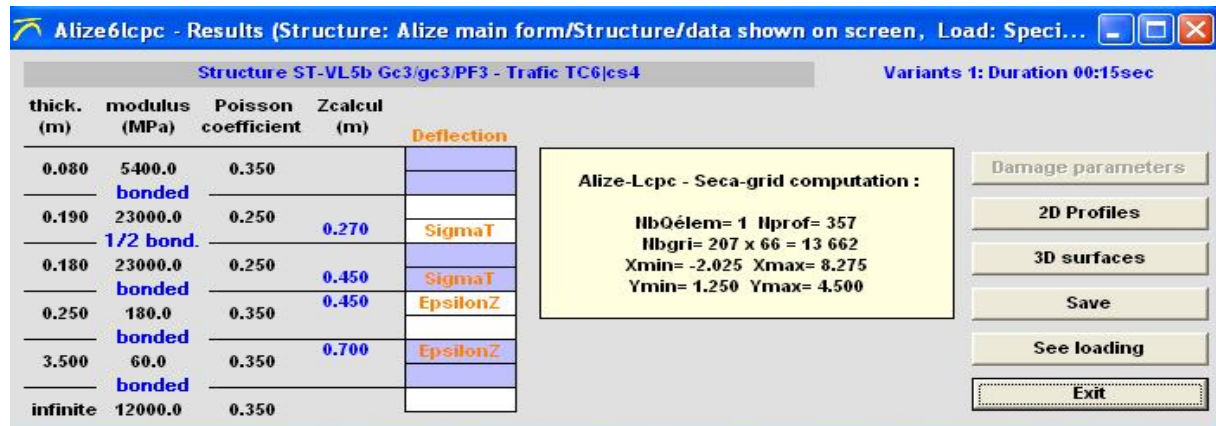 Alize6lcpc - Results (Structure: Alize main form/Structure/data shown on screen, Load: Speci...
Structure ST-VL5b Gc3/gc3/PF3 - Trafic TC6|cs4
Variants 1: Duration 00:15sec
thick. modulus Poisson Zcalcul
(m) (MPa) coefficient (m)
Deflection
0.080 5400.0 0.350
bonded
0.190 23000.0 0.250
0.270 SigmaT
1/2 bond.
0.180 23000.0 0.250
0.450 SigmaT
bonded
0.450 EpsilonZ
0.250 180.0 0.350
bonded
0.700 EpsilonZ
3.500 60.0 0.350
bonded
infinite 12000.0 0.350
Alize-Lcpc - Seca-grid computation :
NbQélem= 1 Nprof= 357
Nbgri= 207 x 66 = 13 662
Xmin= -2.025 Xmax= 8.275
Ymin= 1.250 Ymax= 4.500
Damage parameters
2D Profiles
3D surfaces
Save
See loading
Exit